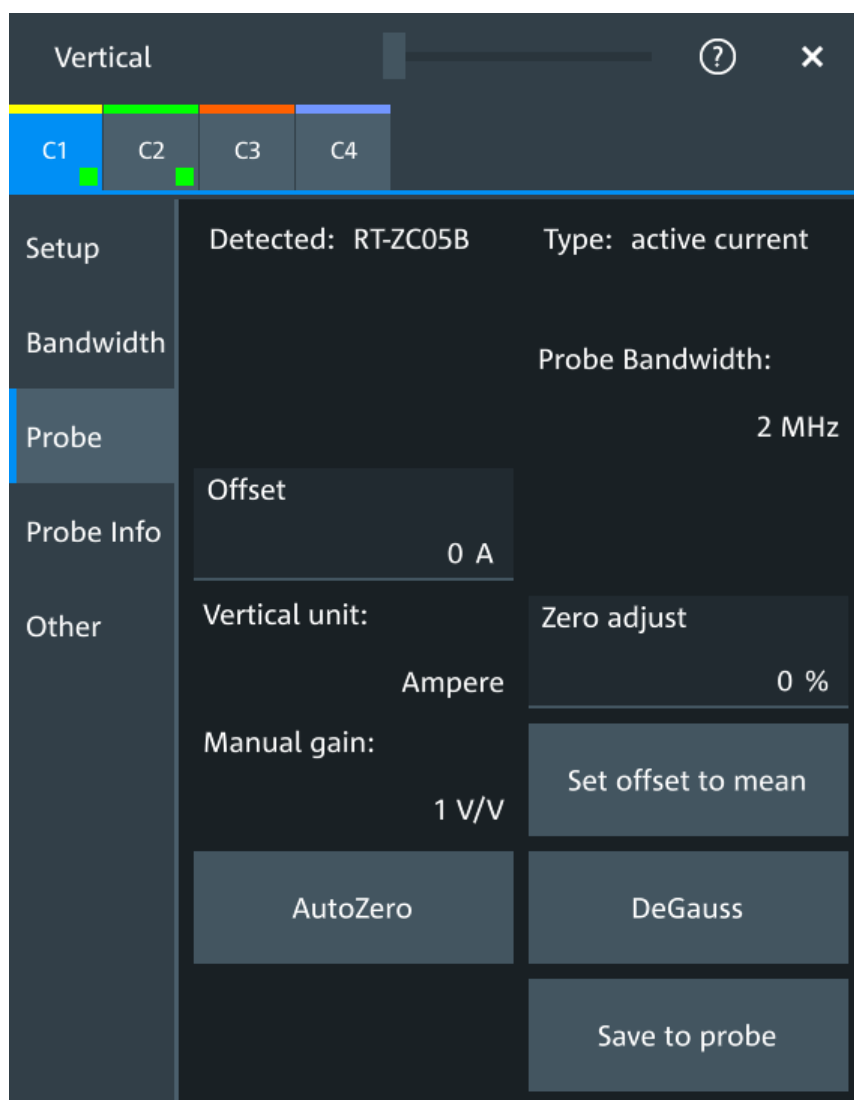 Vertical
?
C1 C2 C3 C4
Setup
Bandwidth
Probe
Probe Info
Other
Detected: RT-ZC05B Type: active current
Probe Bandwidth:
2 MHz
Offset
0 A
Vertical unit:
Ampere
Zero adjust
0 %
Manual gain:
1 V/V
Set offset to mean
AutoZero
DeGauss
Save to probe